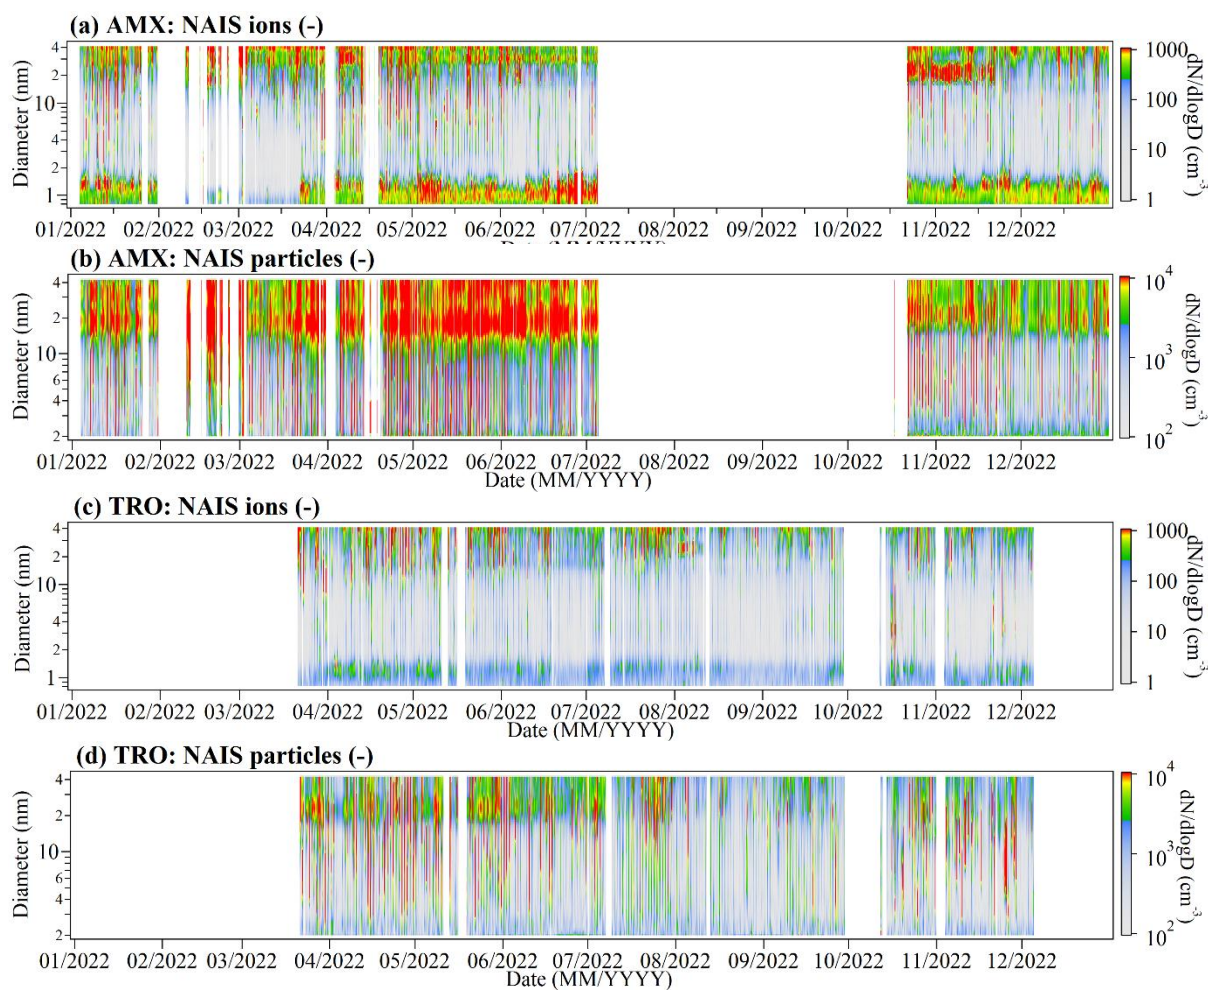 (a) AMX: NAIS ions (-)
Diameter (nm)
4
2
10
4
2
1
01/2022 02/2022 03/2022 04/2022 05/2022 06/2022 07/2022 08/2022 09/2022 10/2022 11/2022 12/2022
Date (MM/YYYY)
1000
100
10
1
dN/dlogD (cm⁻³)
(b) AMX: NAIS particles (-)
Diameter (nm)
4
2
10
6
4
2
01/2022 02/2022 03/2022 04/2022 05/2022 06/2022 07/2022 08/2022 09/2022 10/2022 11/2022 12/2022
Date (MM/YYYY)
10⁴
10³
10²
dN/dlogD (cm⁻³)
(c) TRO: NAIS ions (-)
Diameter (nm)
4
2
10
4
2
1
01/2022 02/2022 03/2022 04/2022 05/2022 06/2022 07/2022 08/2022 09/2022 10/2022 11/2022 12/2022
Date (MM/YYYY)
1000
100
10
1
dN/dlogD (cm⁻³)
(d) TRO: NAIS particles (-)
Diameter (nm)
4
2
10
6
4
2
01/2022 02/2022 03/2022 04/2022 05/2022 06/2022 07/2022 08/2022 09/2022 10/2022 11/2022 12/2022
Date (MM/YYYY)
10⁴
10³
10²
dN/dlogD (cm⁻³)